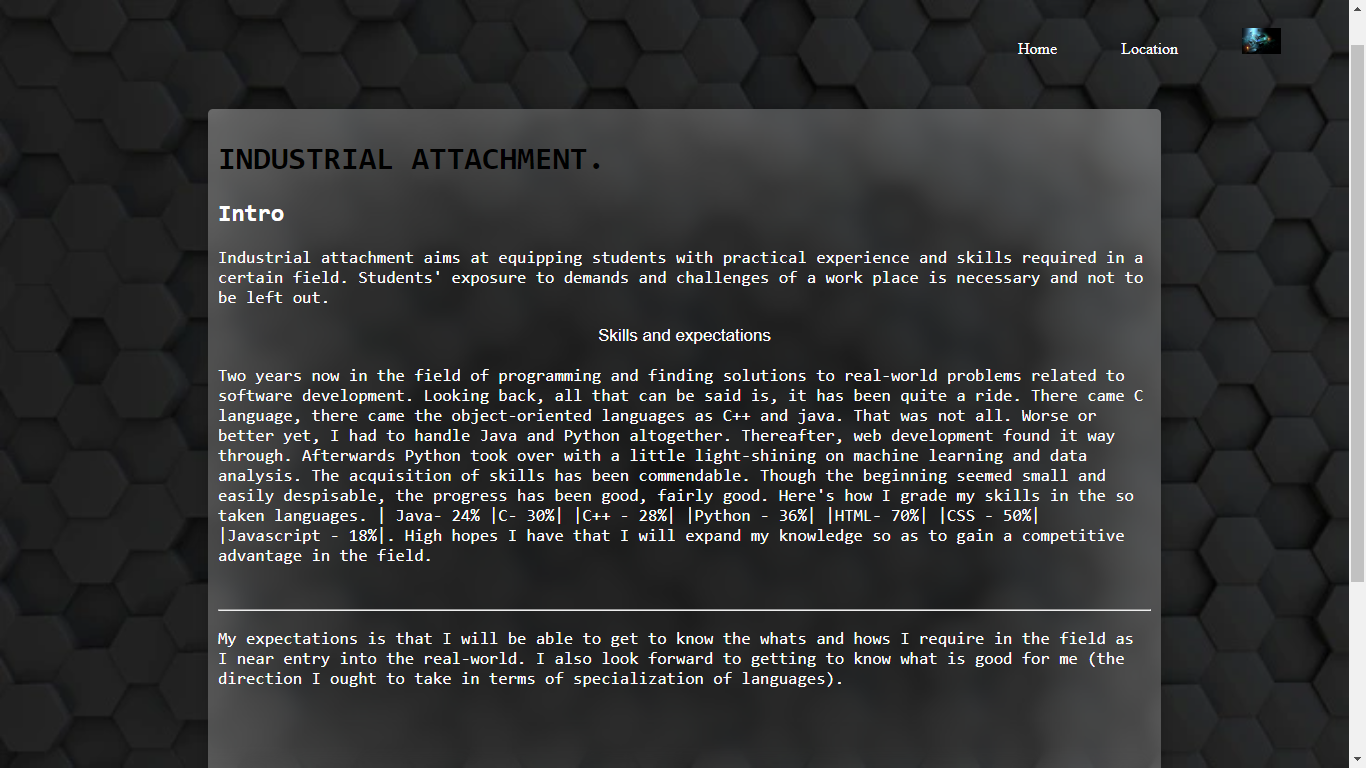 Home Location
INDUSTRIAL ATTACHMENT.
Intro
Industrial attachment aims at equipping students with practical experience and skills required in a
certain field. Students' exposure to demands and challenges of a work place is necessary and not to
be left out.
Skills and expectations
Two years now in the field of programming and finding solutions to real-world problems related to
software development. Looking back, all that can be said is, it has been quite a ride. There came C
language, there came the object-oriented languages as C++ and java. That was not all. Worse or
better yet, I had to handle Java and Python altogether. Thereafter, web development found it way
through. Afterwards Python took over with a little light-shining on machine learning and data
analysis. The acquisition of skills has been commendable. Though the beginning seemed small and
easily despisable, the progress has been good, fairly good. Here's how I grade my skills in the so
taken languages. | Java- 24% |C- 30%| |C++ - 28%| |Python - 36%| |HTML- 70%| |CSS - 50%|
|Javascript - 18%|. High hopes I have that I will expand my knowledge so as to gain a competitive
advantage in the field.
My expectations is that I will be able to get to know the whats and hows I require in the field as
I near entry into the real-world. I also look forward to getting to know what is good for me (the
direction I ought to take in terms of specialization of languages).